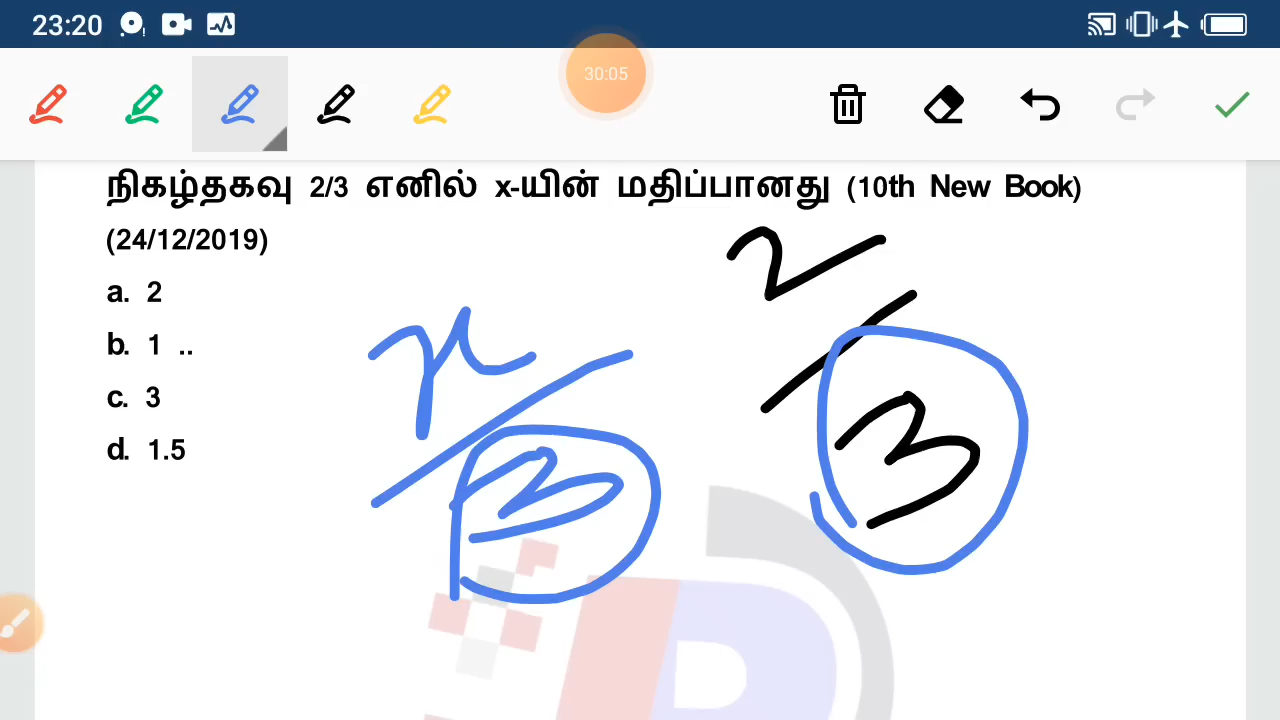 23:20
30:05
நிகழ்தகவு 2/3 எனில் x-யின் மதிப்பானது (10th New Book)
(24/12/2019)
a. 2
b. 1 ..
c. 3
d. 1.5
x/3
2/3